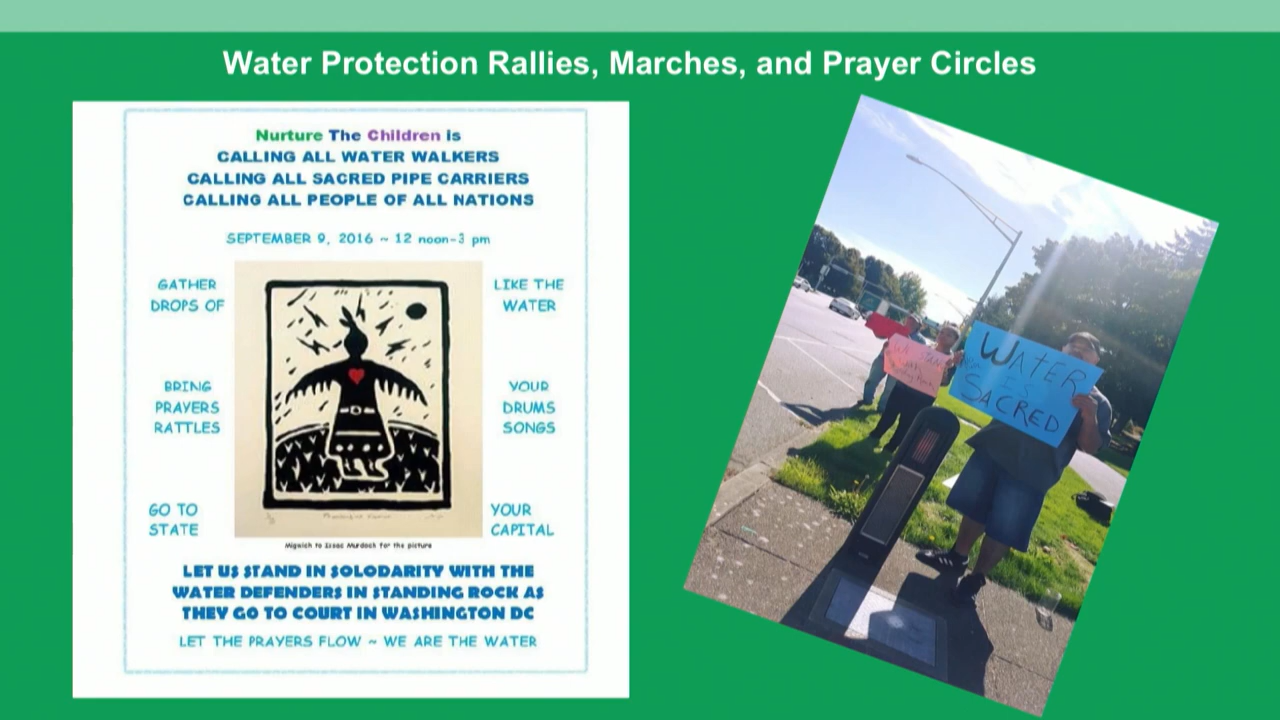 Water Protection Rallies, Marches, and Prayer Circles
Nurture The Children is
CALLING ALL WATER WALKERS
CALLING ALL SACRED PIPE CARRIERS
CALLING ALL PEOPLE OF ALL NATIONS
SEPTEMBER 9, 2016 ~ 12 noon-3 pm
GATHER
DROPS OF
LIKE THE
WATER
BRING
PRAYERS
RATTLES
YOUR
DRUMS
SONGS
GO TO
STATE
YOUR
CAPITAL
Migwich to Isaac Murdoch for the picture
LET US STAND IN SOLODARITY WITH THE
WATER DEFENDERS IN STANDING ROCK AS
THEY GO TO COURT IN WASHINGTON DC
LET THE PRAYERS FLOW ~ WE ARE THE WATER
WATER
IS
SACRED